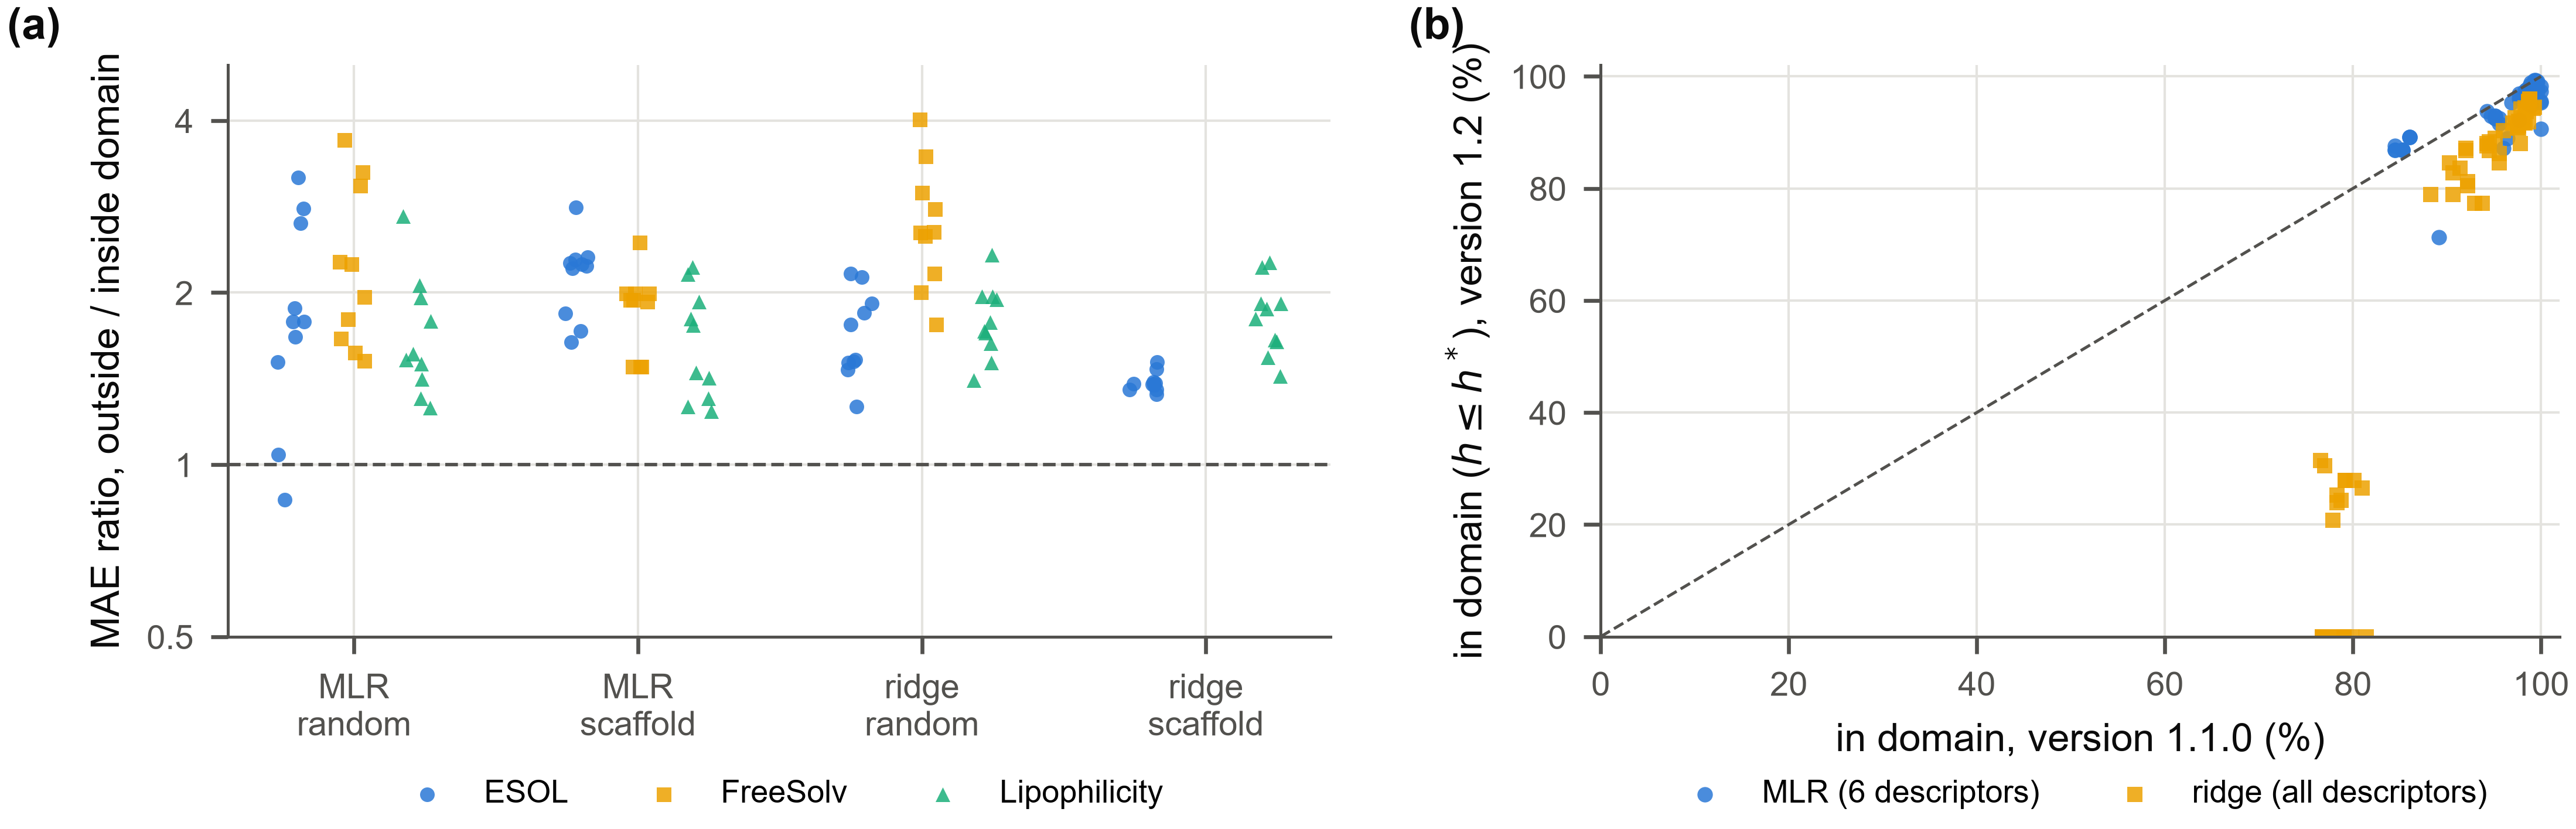 (a)
MAE ratio, outside / inside domain
4
2
1
0.5
MLR
random
MLR
scaffold
ridge
random
ridge
scaffold
ESOL
FreeSolv
Lipophilicity
(b)
in domain (h ≤ h*), version 1.2 (%)
100
80
60
40
20
0
0
20
40
60
80
100
in domain, version 1.1.0 (%)
MLR (6 descriptors)
ridge (all descriptors)